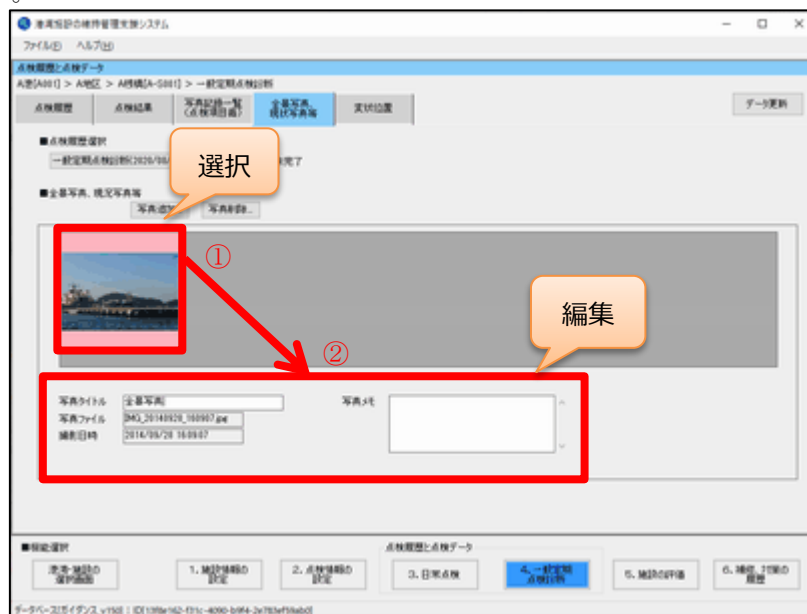 港湾施設の維持管理支援システム
ファイル(F) ヘルプ(H)
点検履歴と点検データ
A港[A001] > A地区 > A桟橋[A-S001] > 一般定期点検診断
点検履歴
点検結果
写真記録一覧
(点検項目毎)
全景写真、
現状写真等
変状位置
データ更新
■点検履歴選択
一般定期点検診断(2020/08/
完了
選択
■全景写真、現況写真等
写真追加
写真削除...
①
編集
②
写真タイトル 全景写真
写真メモ
写真ファイル IMG_20140928_160907.jpg
撮影日時 2014/09/28 16:09:07
■機能選択
点検履歴と点検データ
港湾・施設の
選択画面
1. 施設情報の
設定
2. 点検情報の
設定
3. 日常点検
4. 一般定期
点検診断
5. 施設の評価
6. 補修、対策の
履歴